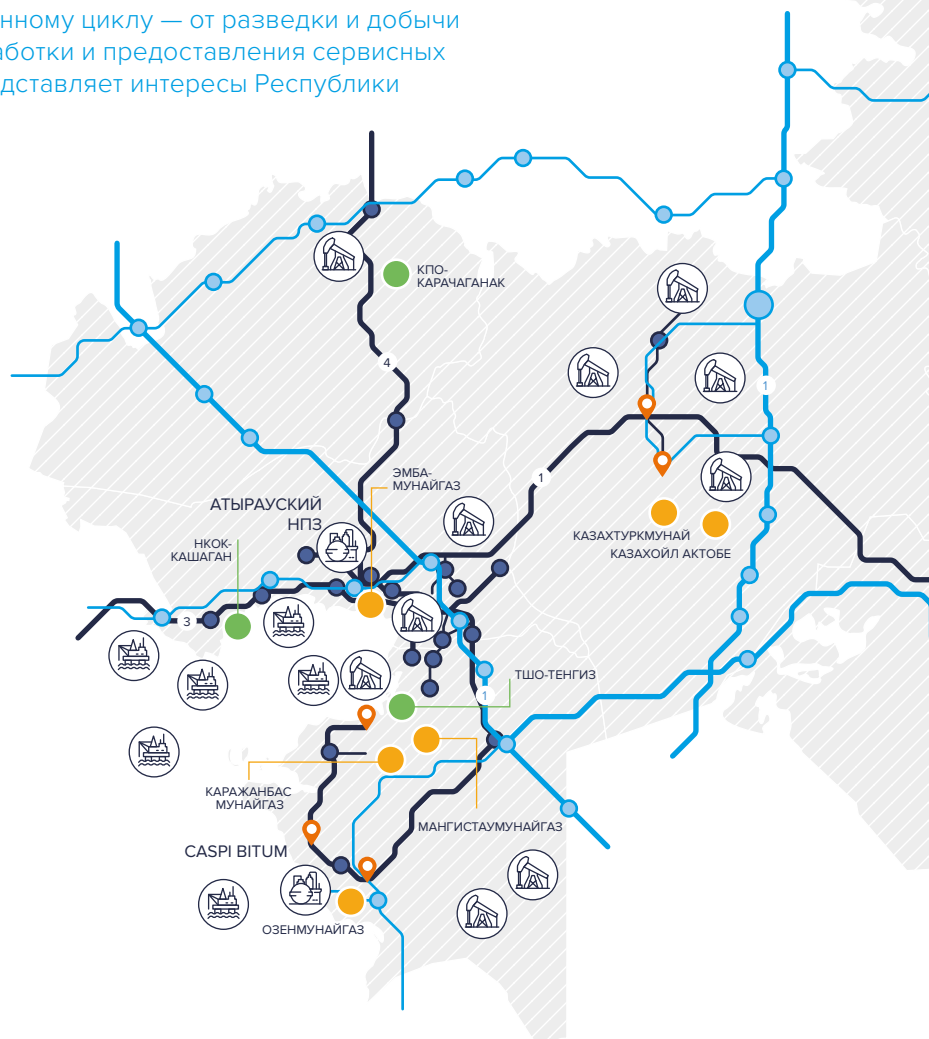 нному циклу — от разведки и добычи
аботки и предоставления сервисных
дставляет интересы Республики
КПО-
КАРАЧАГАНАК
4
1
ЭМБА-
МУНАЙГАЗ
1
АТЫРАУСКИЙ
НПЗ
НКОК-
КАШАГАН
КАЗАХТУРКМУНАЙ
КАЗАХОЙЛ АКТОБЕ
3
ТШО-ТЕНГИЗ
1
КАРАЖАНБАС
МУНАЙГАЗ
МАНГИСТАУМУНАЙГАЗ
CASPI BITUM
ОЗЕНМУНАЙГАЗ